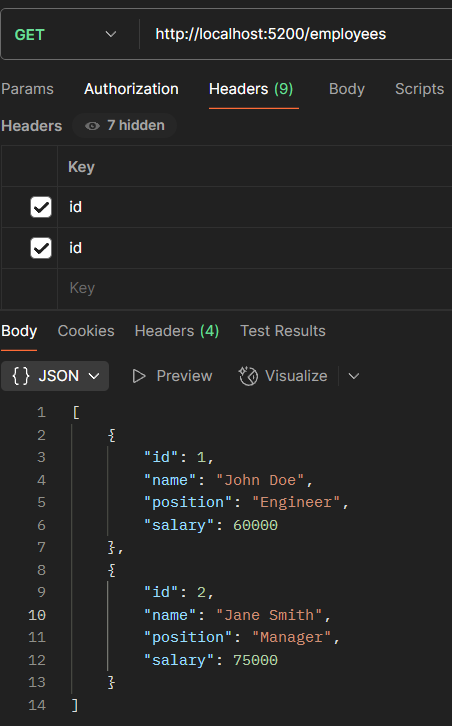 GET http://localhost:5200/employees
Params Authorization Headers (9) Body Scripts
Headers 7 hidden
Key
id
id
Key
Body Cookies Headers (4) Test Results
{} JSON Preview Visualize
1 [
2 {
3 "id": 1,
4 "name": "John Doe",
5 "position": "Engineer",
6 "salary": 60000
7 },
8 {
9 "id": 2,
10 "name": "Jane Smith",
11 "position": "Manager",
12 "salary": 75000
13 }
14 ]